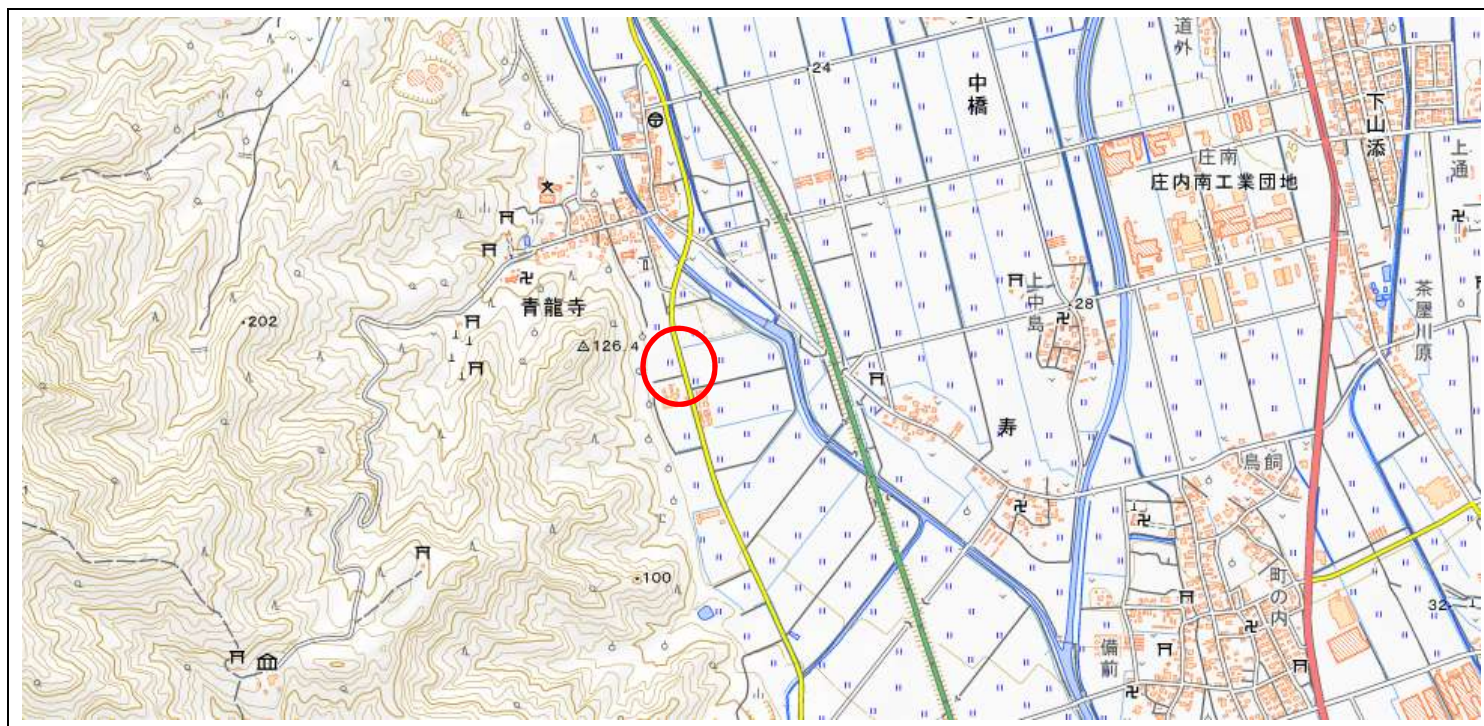 24
中橋
道外
下山添
上通
庄南
庄内南工業団地
25
28
上中島
茶屋川原
青龍寺
202
126.4
寿
鳥飼
100
町の内
備前
32